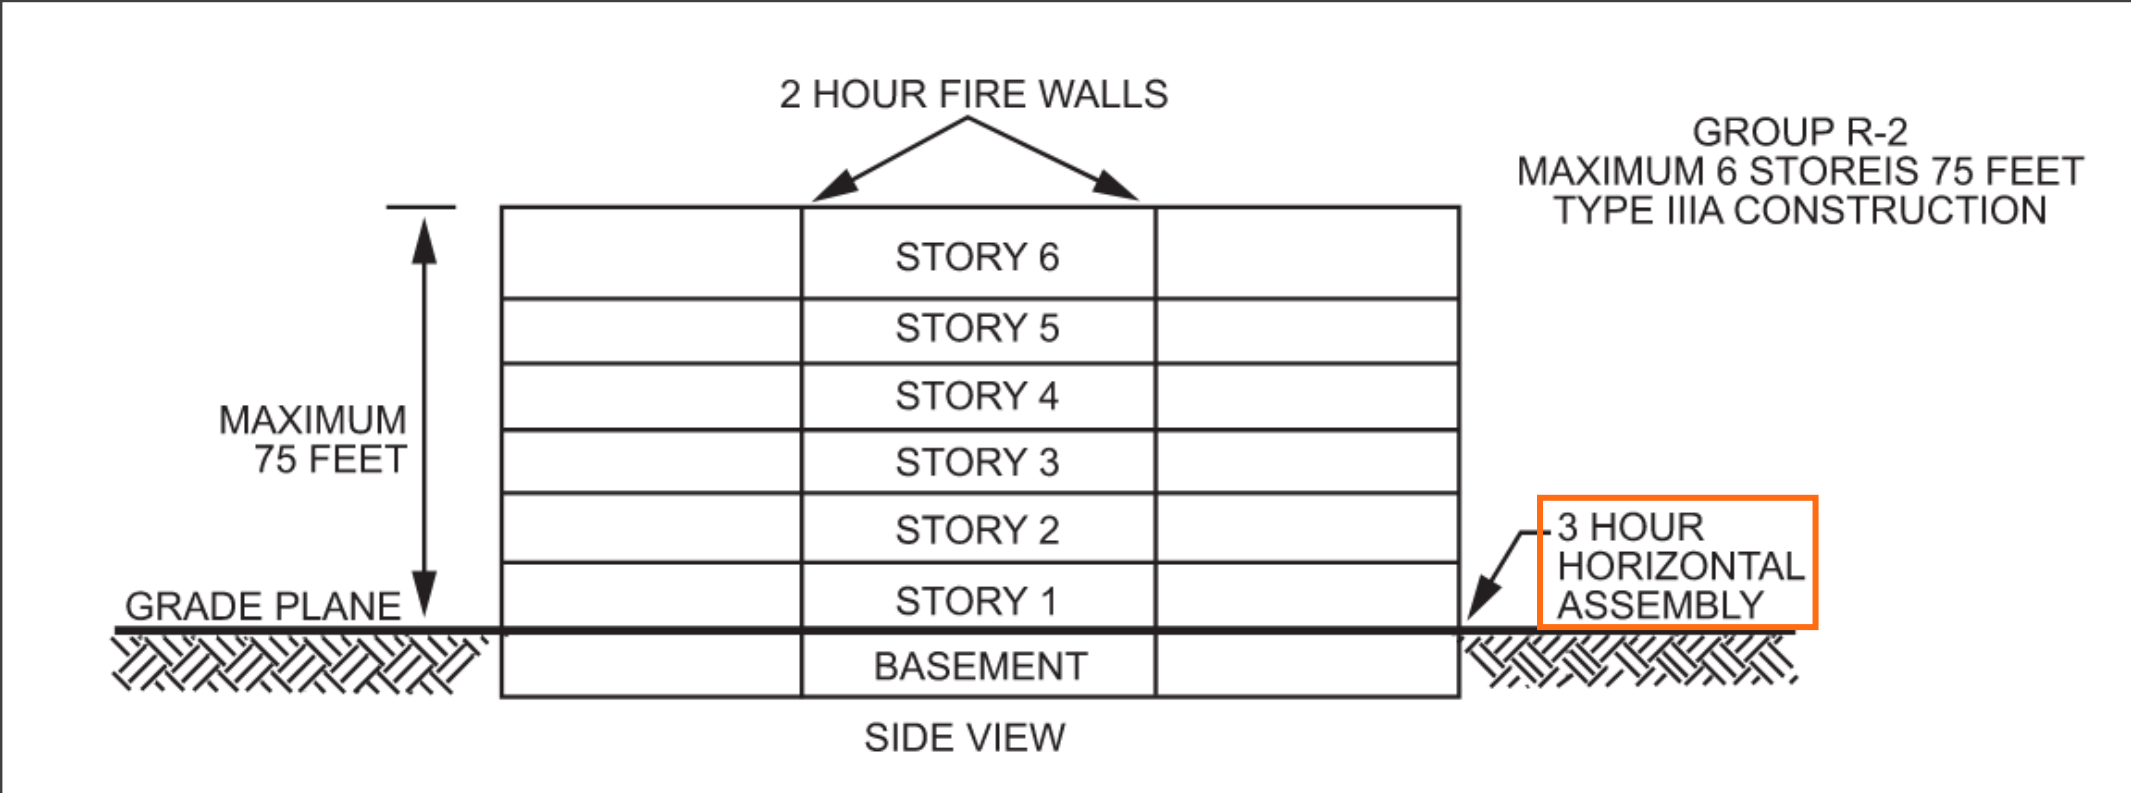 2 HOUR FIRE WALLS
GROUP R-2
MAXIMUM 6 STOREIS 75 FEET
TYPE IIIA CONSTRUCTION
STORY 6
STORY 5
STORY 4
MAXIMUM
75 FEET
STORY 3
STORY 2
3 HOUR
HORIZONTAL
ASSEMBLY
GRADE PLANE
STORY 1
BASEMENT
SIDE VIEW